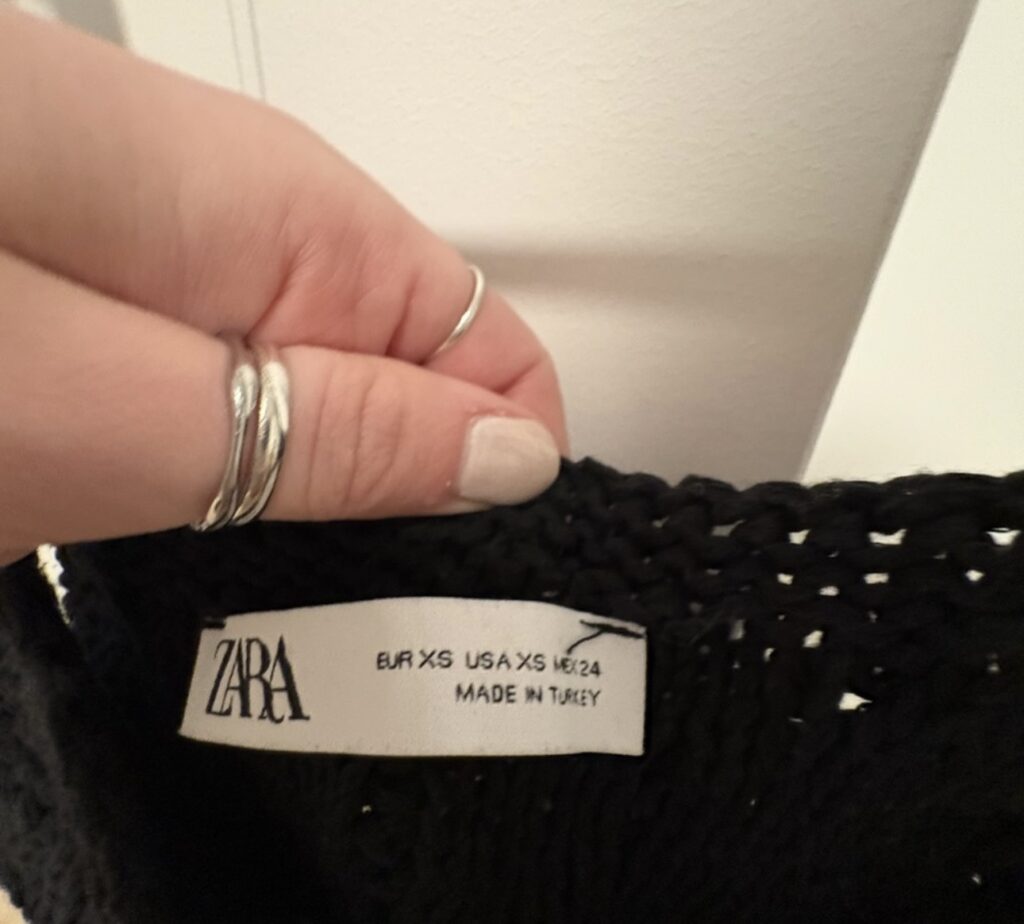 ZARA
EUR XS USA XS MEX 24
MADE IN TURKEY